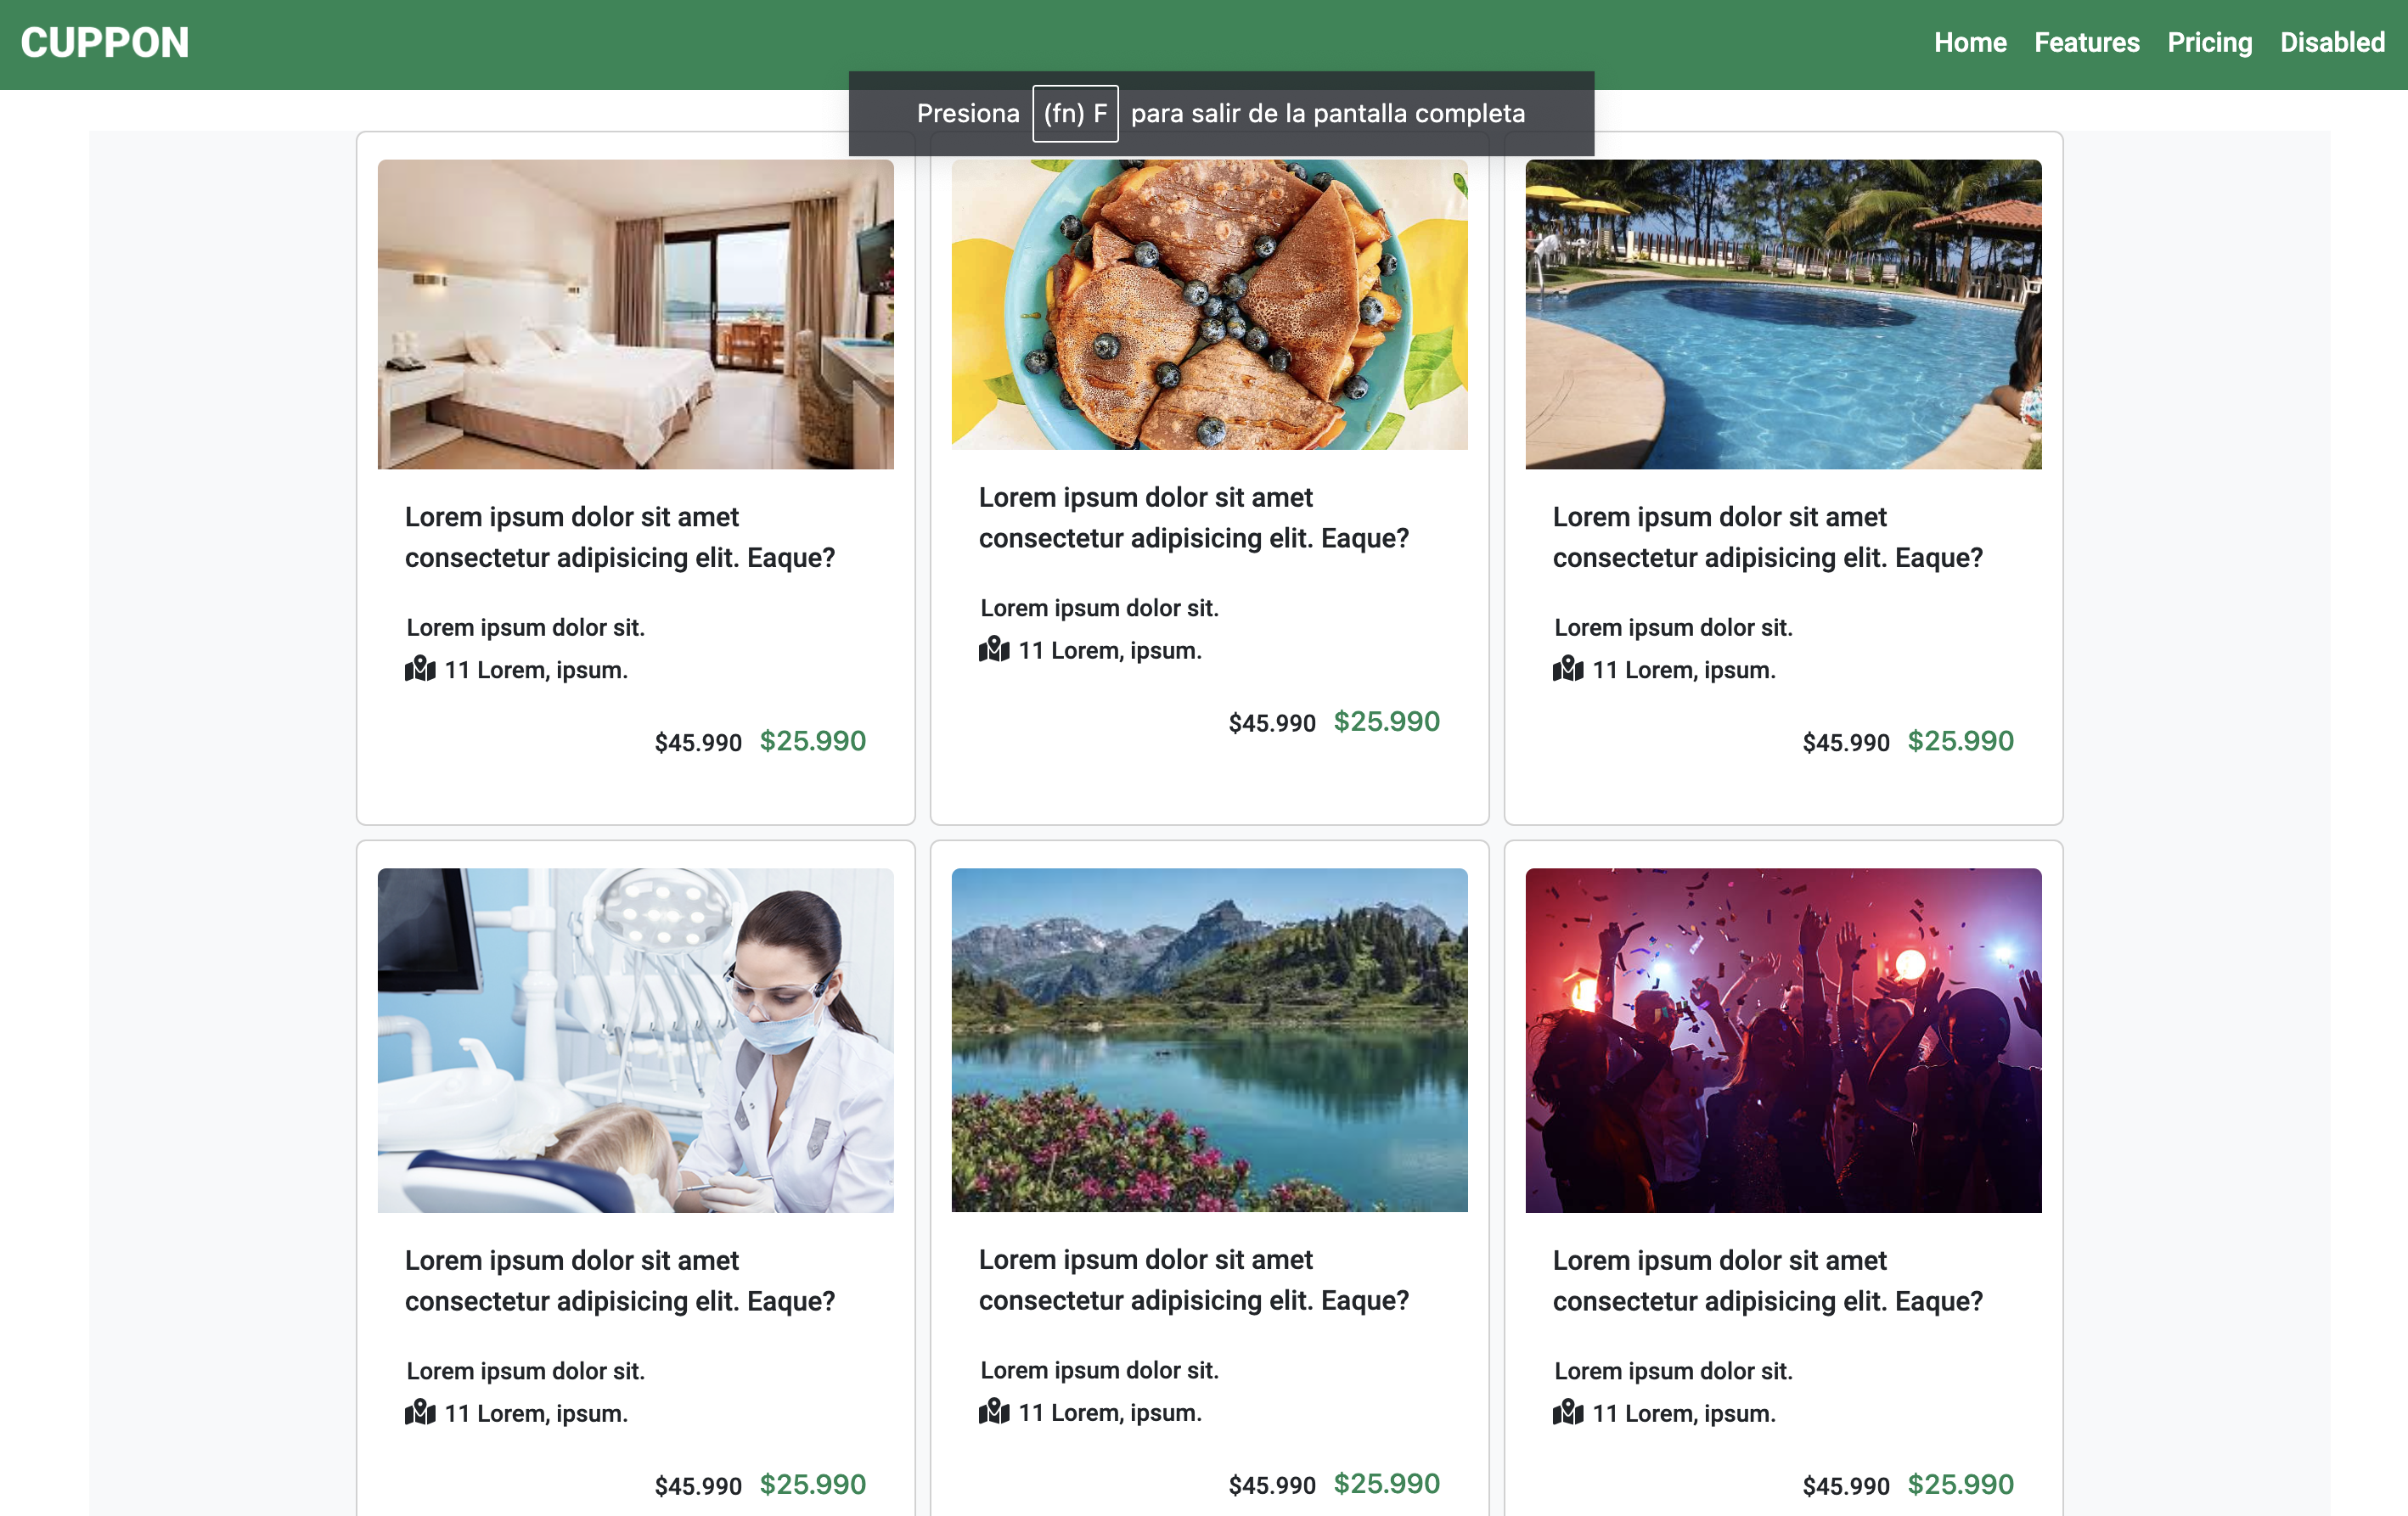 CUPPON
Home Features Pricing Disabled
Presiona (fn) F para salir de la pantalla completa
Lorem ipsum dolor sit amet
consectetur adipisicing elit. Eaque?
Lorem ipsum dolor sit.
11 Lorem, ipsum.
$45.990 $25.990
Lorem ipsum dolor sit amet
consectetur adipisicing elit. Eaque?
Lorem ipsum dolor sit.
11 Lorem, ipsum.
$45.990 $25.990
Lorem ipsum dolor sit amet
consectetur adipisicing elit. Eaque?
Lorem ipsum dolor sit.
11 Lorem, ipsum.
$45.990 $25.990
Lorem ipsum dolor sit amet
consectetur adipisicing elit. Eaque?
Lorem ipsum dolor sit.
11 Lorem, ipsum.
$45.990 $25.990
Lorem ipsum dolor sit amet
consectetur adipisicing elit. Eaque?
Lorem ipsum dolor sit.
11 Lorem, ipsum.
$45.990 $25.990
Lorem ipsum dolor sit amet
consectetur adipisicing elit. Eaque?
Lorem ipsum dolor sit.
11 Lorem, ipsum.
$45.990 $25.990